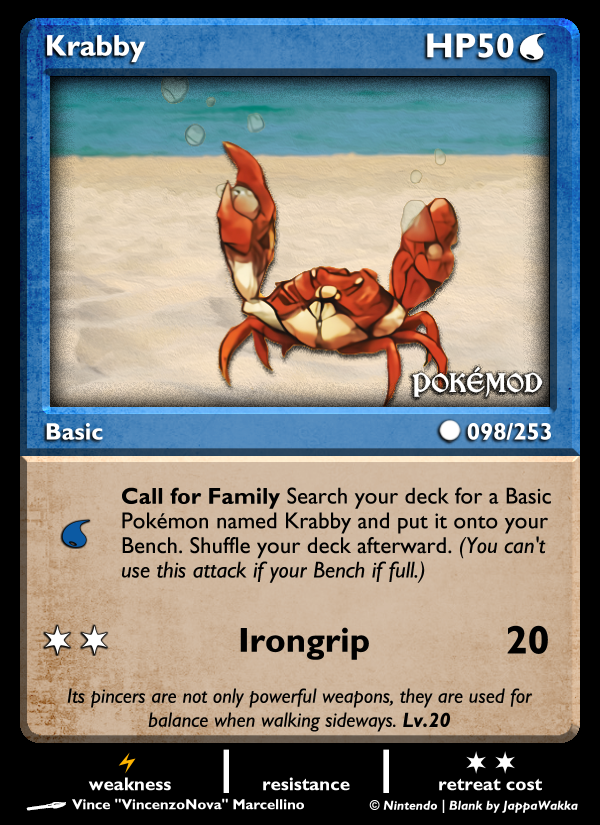 Krabby HP50
POKÉMOD
Basic 098/253
Call for Family Search your deck for a Basic
Pokémon named Krabby and put it onto your
Bench. Shuffle your deck afterward. (You can't
use this attack if your Bench if full.)
Irongrip 20
Its pincers are not only powerful weapons, they are used for
balance when walking sideways. Lv.20
weakness resistance retreat cost
Vince "VincenzoNova" Marcellino © Nintendo | Blank by JappaWakka